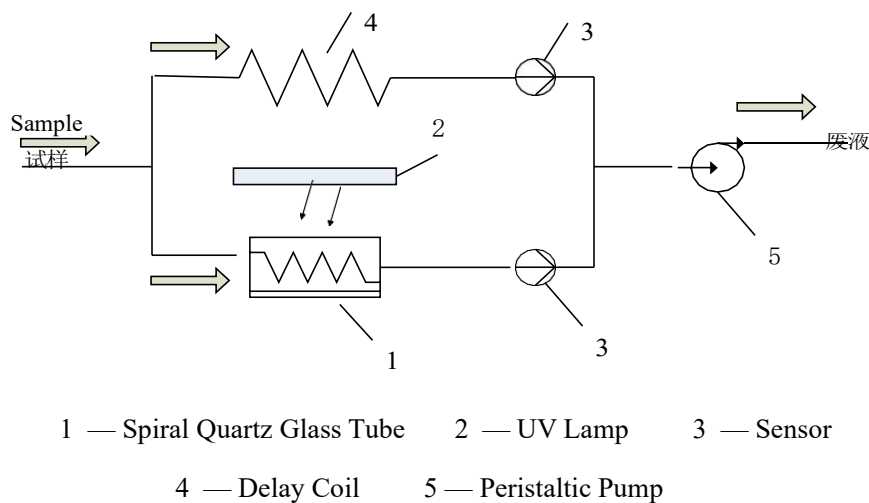 4
3
Sample
试样
2
废液
5
1
3
1 — Spiral Quartz Glass Tube 2 — UV Lamp 3 — Sensor
4 — Delay Coil 5 — Peristaltic Pump